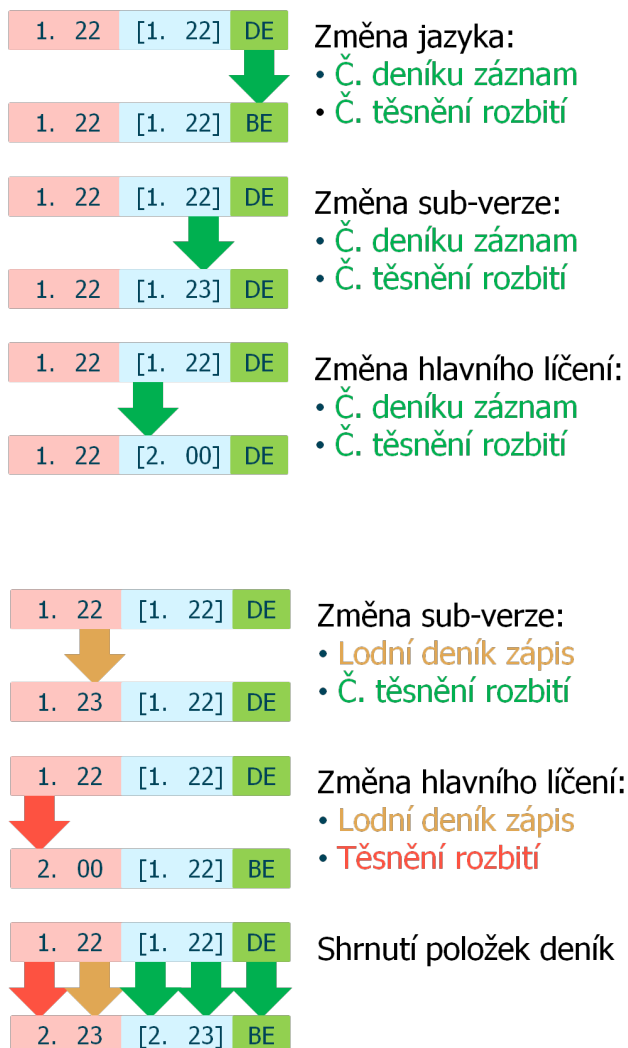 1. 22 [1. 22] DE
Změna jazyka:
• Č. deníku záznam
• Č. těsnění rozbití
1. 22 [1. 22] BE
1. 22 [1. 22] DE
Změna sub-verze:
• Č. deníku záznam
• Č. těsnění rozbití
1. 22 [1. 23] DE
1. 22 [1. 22] DE
Změna hlavního líčení:
• Č. deníku záznam
• Č. těsnění rozbití
1. 22 [2. 00] DE
1. 22 [1. 22] DE
Změna sub-verze:
• Lodní deník zápis
• Č. těsnění rozbití
1. 23 [1. 22] DE
1. 22 [1. 22] DE
Změna hlavního líčení:
• Lodní deník zápis
• Těsnění rozbití
2. 00 [1. 22] BE
1. 22 [1. 22] DE
Shrnutí položek deník
2. 23 [2. 23] BE